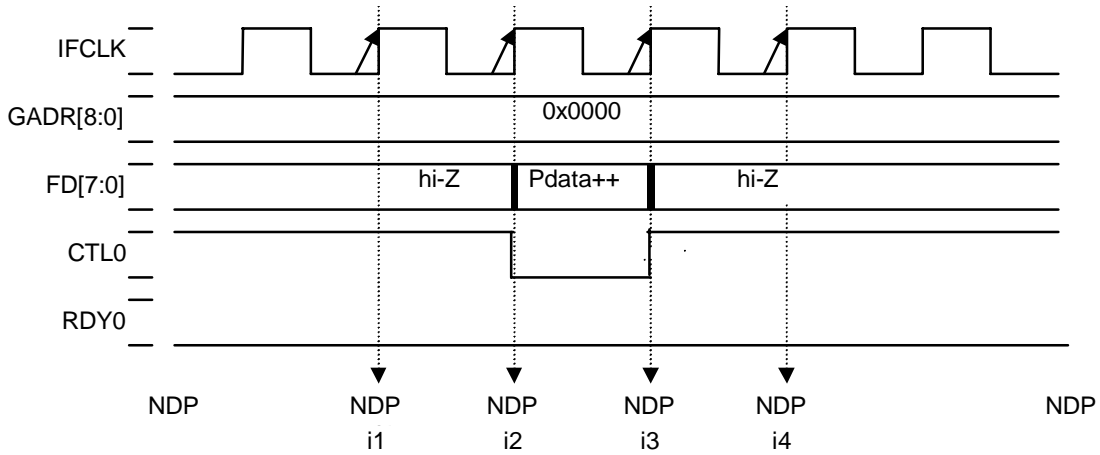 IFCLK
GADR[8:0]
0x0000
FD[7:0]
hi-Z Pdata++ hi-Z
CTL0
RDY0
NDP NDP NDP NDP NDP NDP
i1 i2 i3 i4